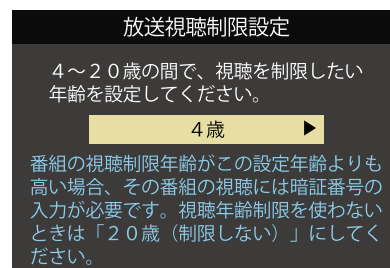 放送視聴制限設定
４～２０歳の間で、視聴を制限したい
年齢を設定してください。
４歳 ▶
番組の視聴制限年齢がこの設定年齢よりも
高い場合、その番組の視聴には暗証番号の
入力が必要です。視聴年齢制限を使わない
ときは「２０歳（制限しない）」にしてく
ださい。